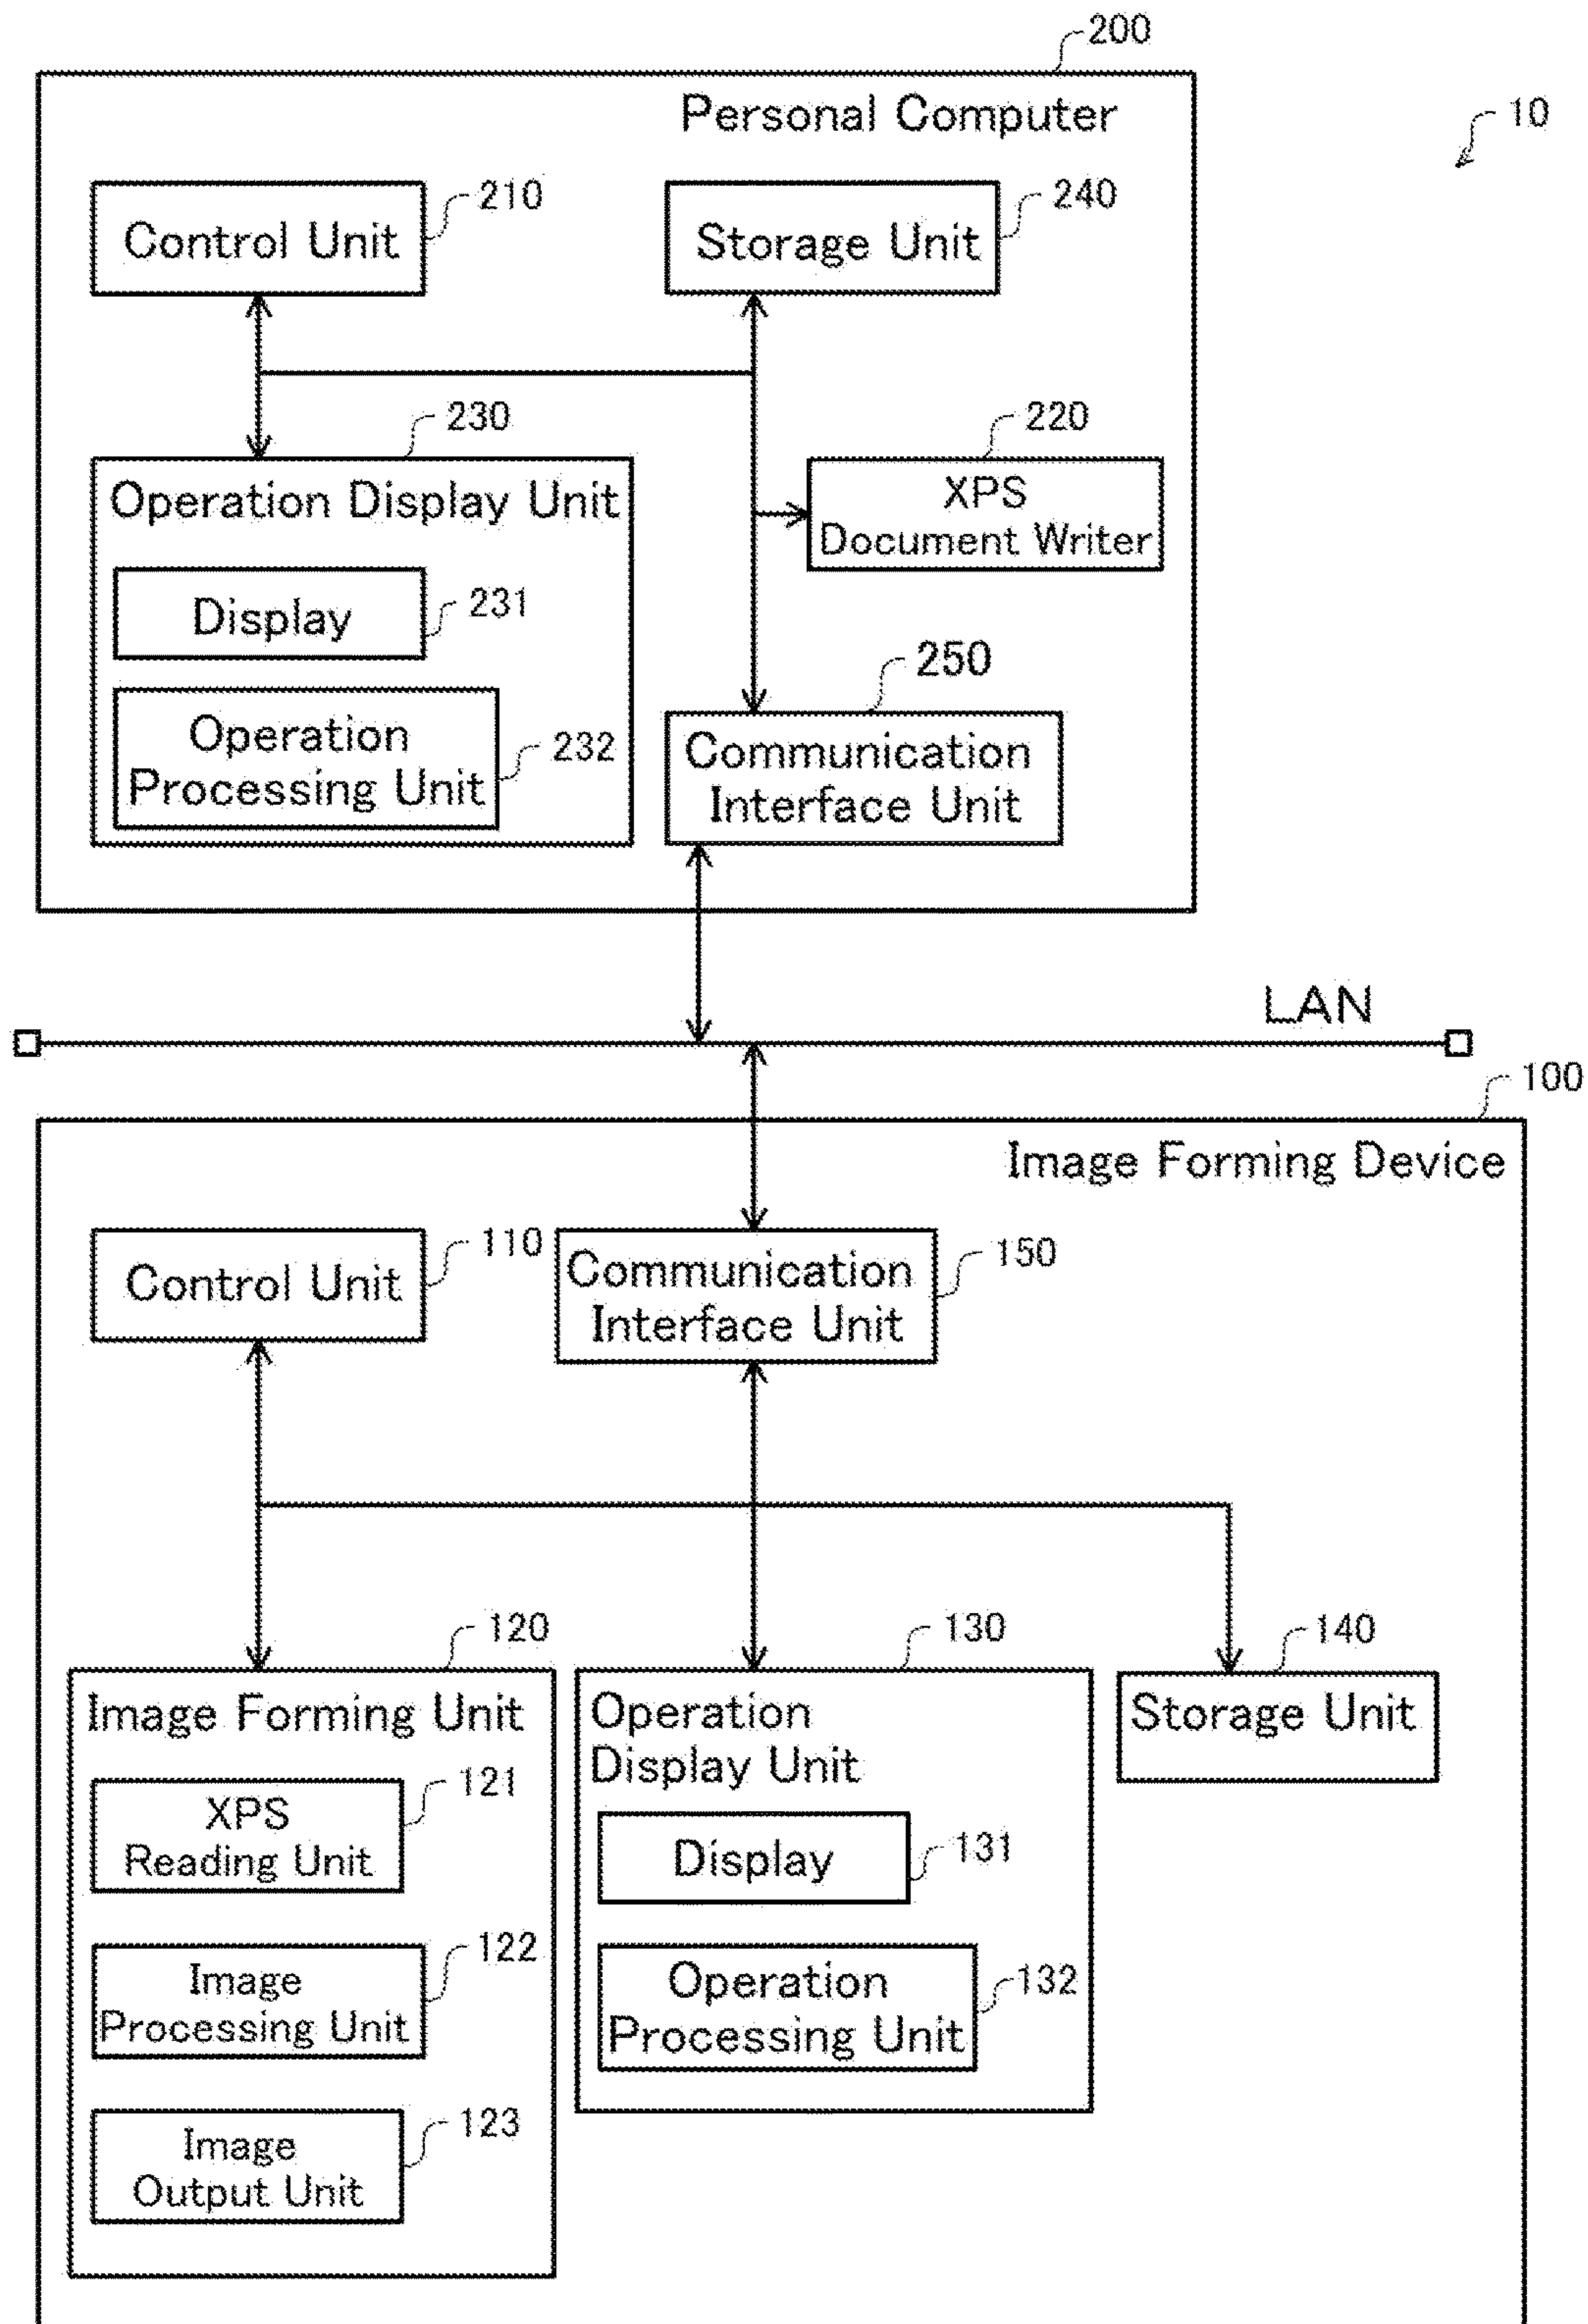 200
Personal Computer
10
210
240
Control Unit
Storage Unit
230
220
Operation Display Unit
XPS
Document Writer
Display
231
250
Operation
Processing Unit
232
Communication
Interface Unit
LAN
100
Image Forming Device
110
150
Control Unit
Communication
Interface Unit
120
130
140
Image Forming Unit
Operation
Display Unit
Storage Unit
121
XPS
Reading Unit
Display
131
122
Image
Processing Unit
Operation
Processing Unit
132
123
Image
Output Unit